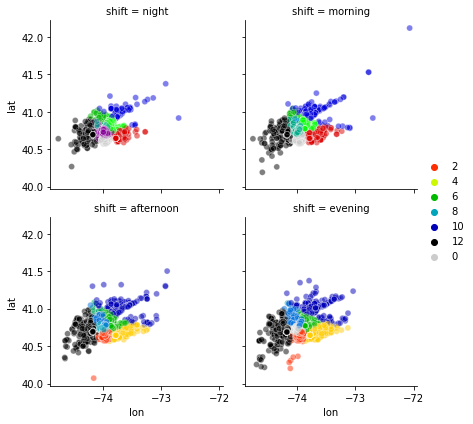 shift = night
shift = morning
42.0
41.5
lat
41.0
40.5
40.0
2
4
6
8
10
12
0
shift = afternoon
shift = evening
42.0
41.5
lat
41.0
40.5
40.0
−74
−73
−72
−74
−73
−72
lon
lon